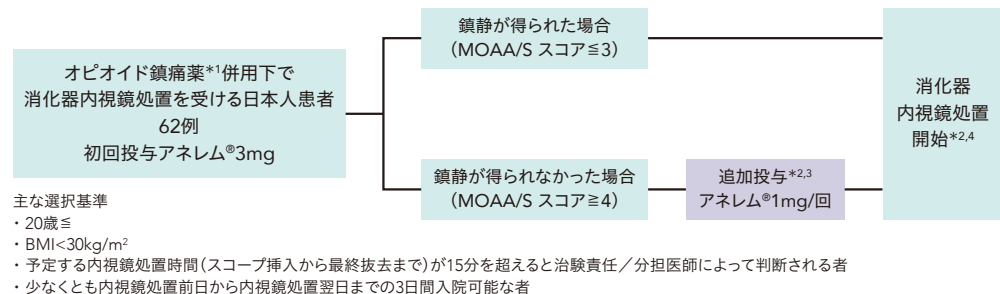 オピオイド鎮痛薬*1併用下で
消化器内視鏡処置を受ける日本人患者
62例
初回投与アネレム®3mg
鎮静が得られた場合
(MOAA/S スコア≦3)
鎮静が得られなかった場合
(MOAA/S スコア≧4)
追加投与*2,3
アネレム®1mg/回
消化器
内視鏡処置
開始*2,4
主な選択基準
・20歳≦
・BMI<30kg/m²
・予定する内視鏡処置時間(スコープ挿入から最終抜去まで)が15分を超えると治験責任/分担医師によって判断される者
・少なくとも内視鏡処置前日から内視鏡処置翌日までの3日間入院可能な者